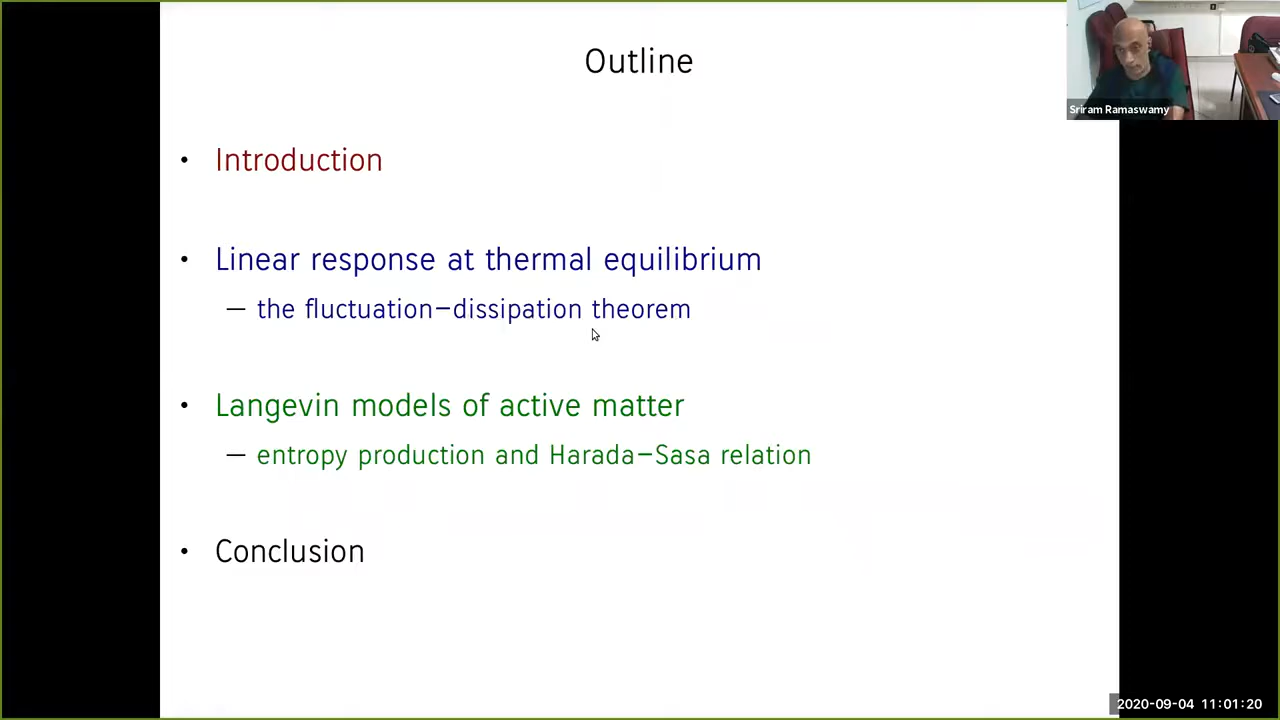 Outline
Sriram Ramaswamy
• Introduction
• Linear response at thermal equilibrium
— the fluctuation–dissipation theorem
• Langevin models of active matter
— entropy production and Harada–Sasa relation
• Conclusion
2020-09-04 11:01:20